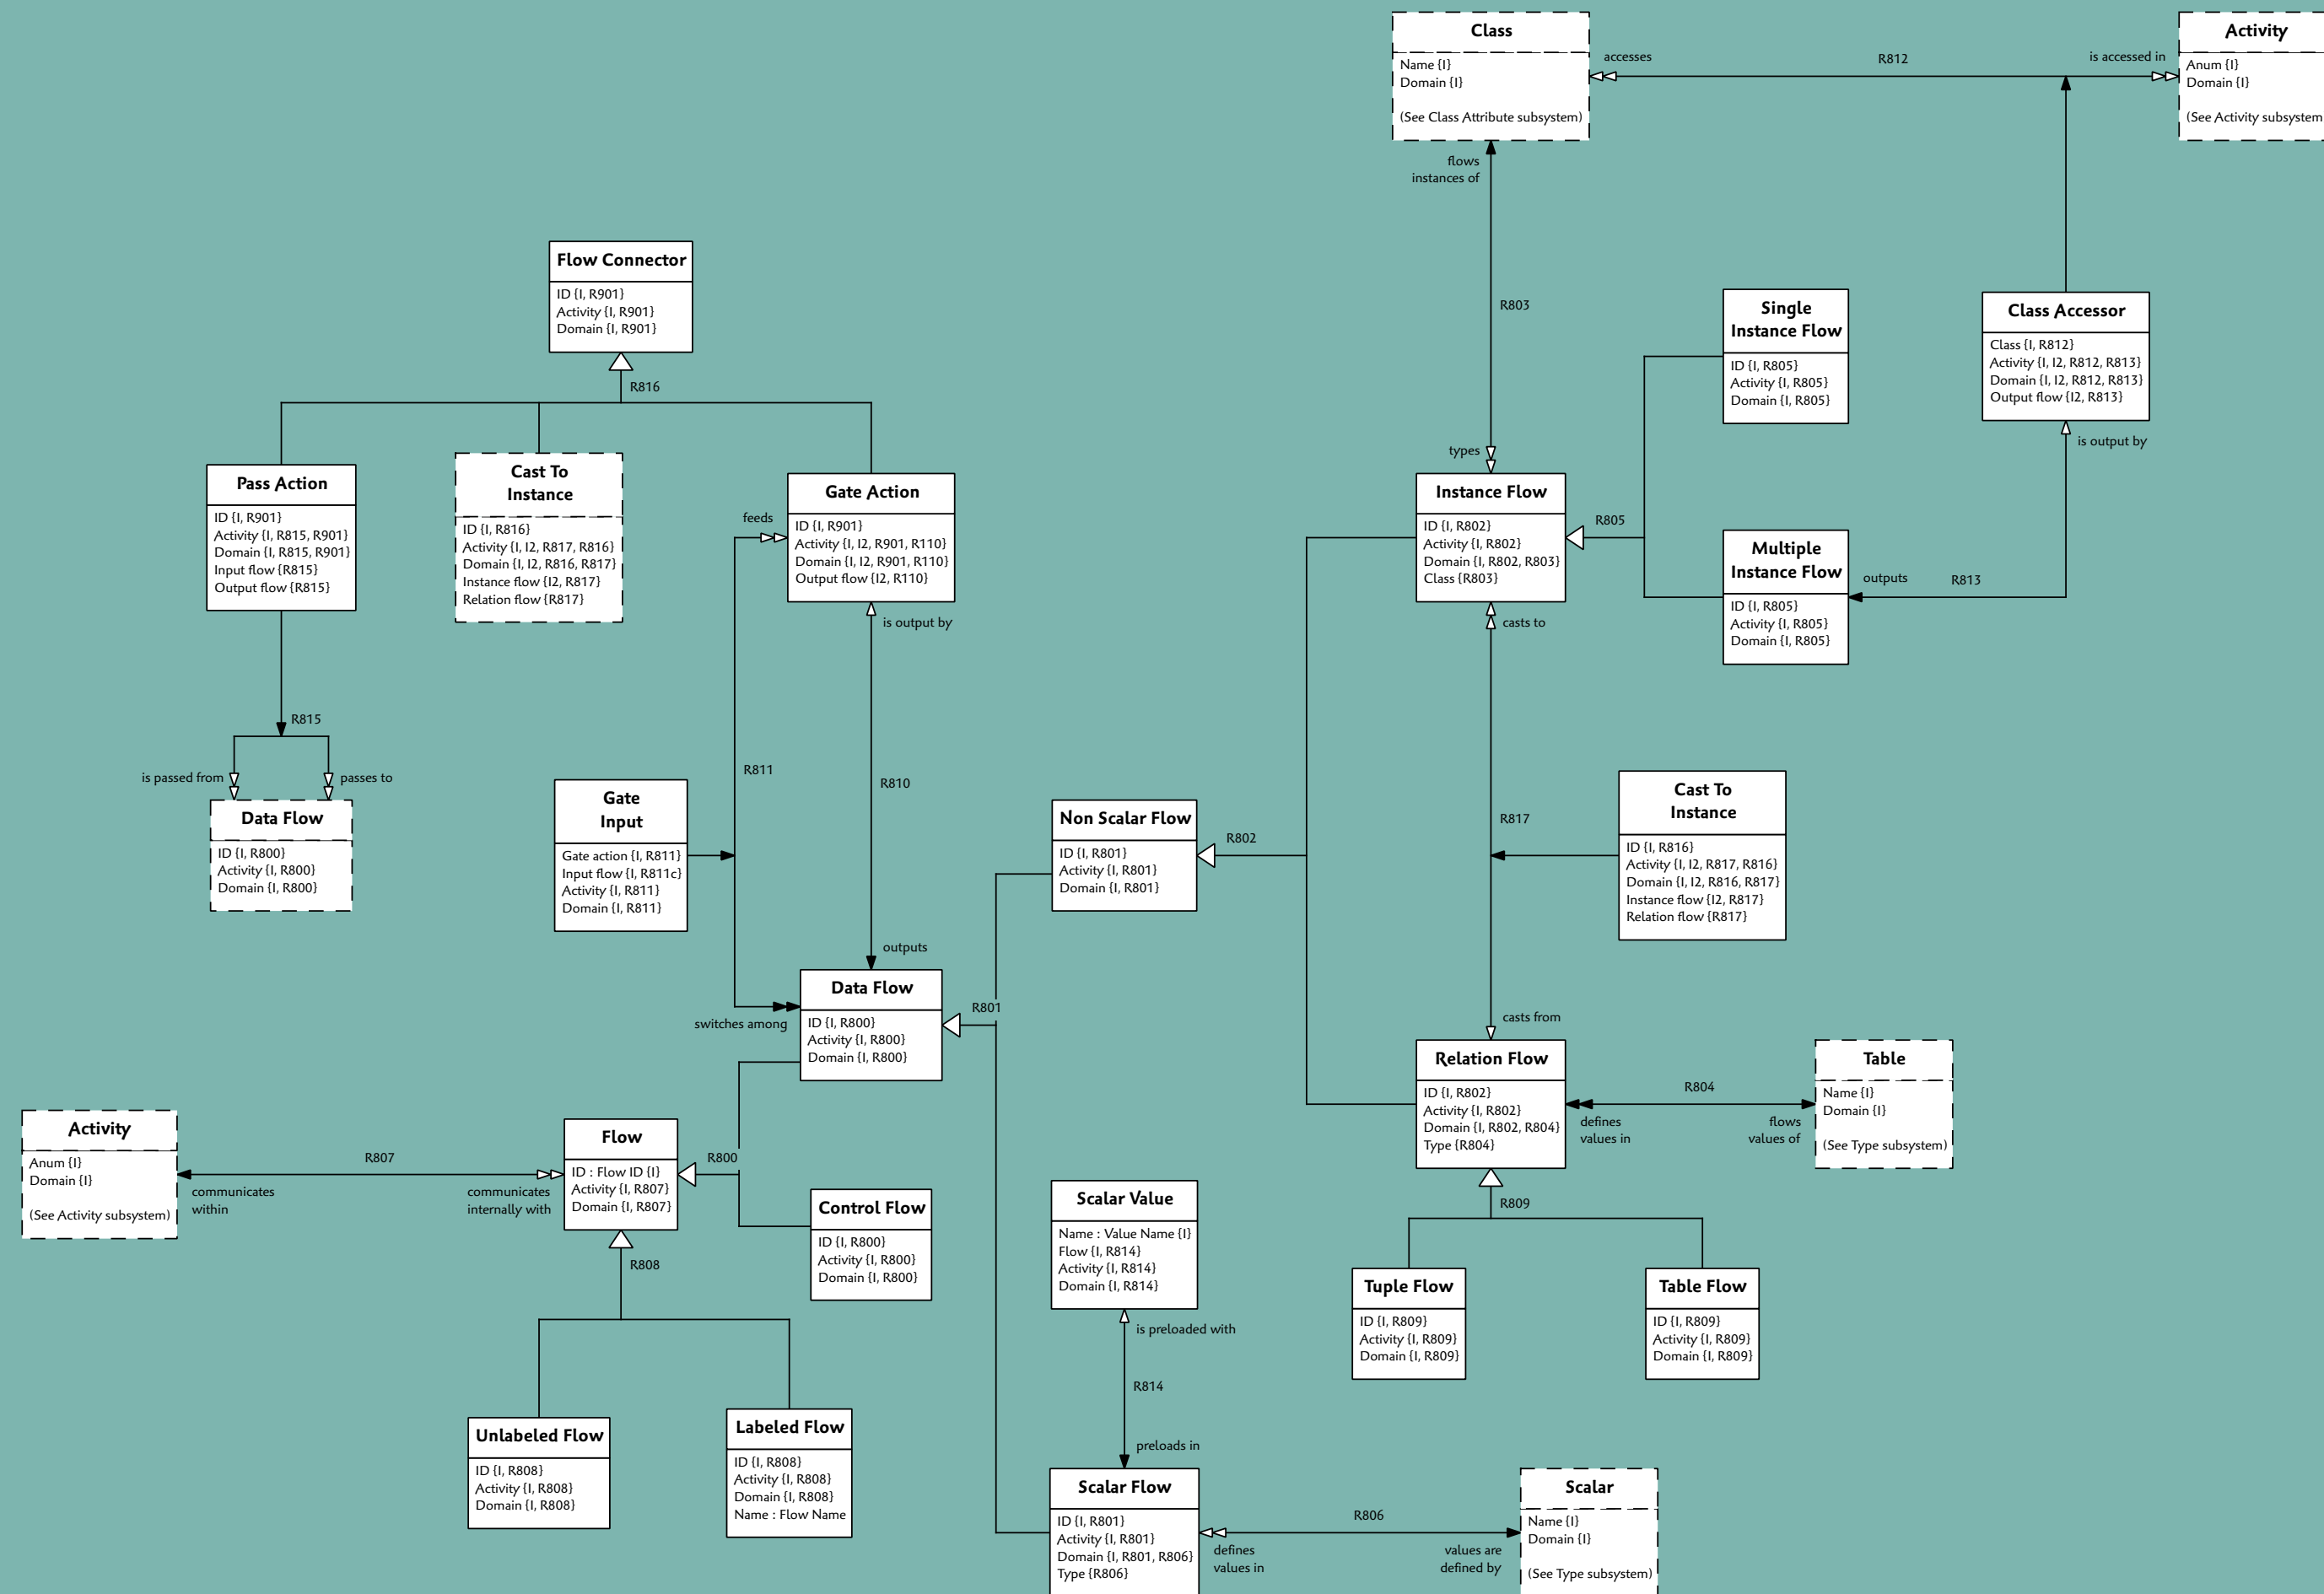 Class
Name {I}
Domain {I}
(See Class Attribute subsystem)
accesses
R812
is accessed in
Activity
Anum {I}
Domain {I}
(See Activity subsystem
flows
instances of
R803
types
Flow Connector
ID {I, R901}
Activity {I, R901}
Domain {I, R901}
R816
Single
Instance Flow
ID {I, R805}
Activity {I, R805}
Domain {I, R805}
Class Accessor
Class {I, R812}
Activity {I, I2, R812, R813}
Domain {I, I2, R812, R813}
Output flow {I2, R813}
is output by
Pass Action
ID {I, R901}
Activity {I, R815, R901}
Domain {I, R815, R901}
Input flow {R815}
Output flow {R815}
Cast To
Instance
ID {I, R816}
Activity {I, I2, R817, R816}
Domain {I, I2, R816, R817}
Instance flow {I2, R817}
Relation flow {R817}
feeds
Gate Action
ID {I, R901}
Activity {I, I2, R901, R110}
Domain {I, I2, R901, R110}
Output flow {I2, R110}
is output by
Instance Flow
ID {I, R802}
Activity {I, R802}
Domain {I, R802, R803}
Class {R803}
R805
casts to
Multiple
Instance Flow
ID {I, R805}
Activity {I, R805}
Domain {I, R805}
outputs
R813
R815
is passed from
passes to
Data Flow
ID {I, R800}
Activity {I, R800}
Domain {I, R800}
R811
R810
Gate
Input
Gate action {I, R811}
Input flow {I, R811c}
Activity {I, R811}
Domain {I, R811}
Non Scalar Flow
ID {I, R801}
Activity {I, R801}
Domain {I, R801}
R802
R817
Cast To
Instance
ID {I, R816}
Activity {I, I2, R817, R816}
Domain {I, I2, R816, R817}
Instance flow {I2, R817}
Relation flow {R817}
outputs
switches among
Data Flow
ID {I, R800}
Activity {I, R800}
Domain {I, R800}
R801
casts from
Relation Flow
ID {I, R802}
Activity {I, R802}
Domain {I, R802, R804}
Type {R804}
R804
defines
values in
flows
values of
Table
Name {I}
Domain {I}
(See Type subsystem)
Activity
Anum {I}
Domain {I}
(See Activity subsystem)
R807
communicates
within
communicates
internally with
Flow
ID : Flow ID {I}
Activity {I, R807}
Domain {I, R807}
R800
R808
Control Flow
ID {I, R800}
Activity {I, R800}
Domain {I, R800}
Scalar Value
Name : Value Name {I}
Flow {I, R814}
Activity {I, R814}
Domain {I, R814}
is preloaded with
R814
preloads in
R809
Tuple Flow
ID {I, R809}
Activity {I, R809}
Domain {I, R809}
Table Flow
ID {I, R809}
Activity {I, R809}
Domain {I, R809}
Unlabeled Flow
ID {I, R808}
Activity {I, R808}
Domain {I, R808}
Labeled Flow
ID {I, R808}
Activity {I, R808}
Domain {I, R808}
Name : Flow Name
Scalar Flow
ID {I, R801}
Activity {I, R801}
Domain {I, R801, R806}
Type {R806}
R806
defines
values in
values are
defined by
Scalar
Name {I}
Domain {I}
(See Type subsystem)